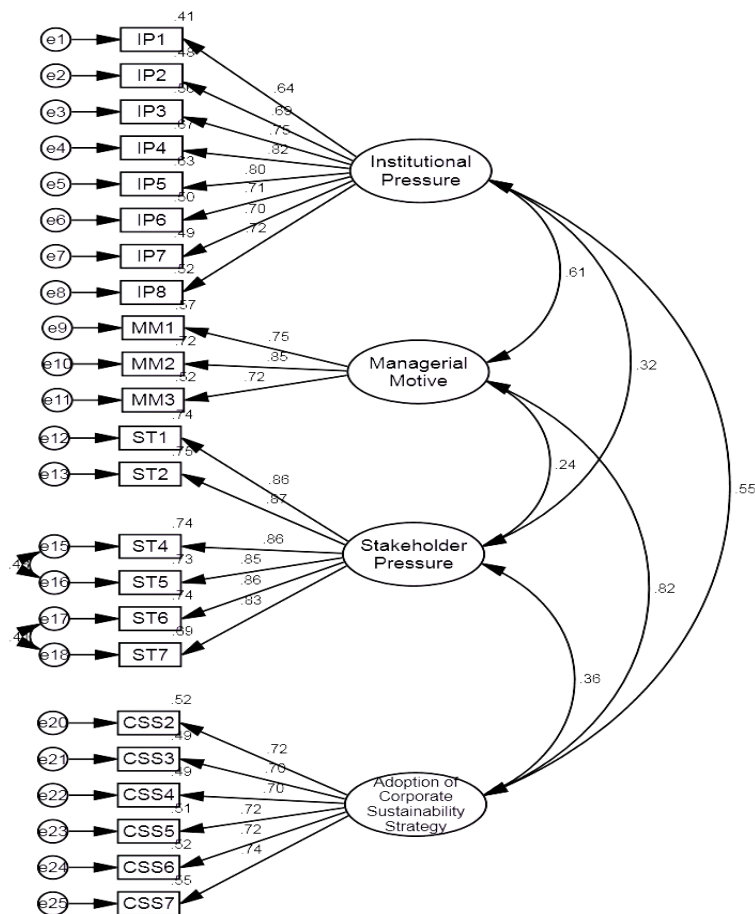 .41
e1 IP1
.48
e2 IP2 .64
.56
e3 IP3 .69
.75
.67
e4 IP4 .82
.63
e5 IP5 .80
.50 .71
e6 IP6 .70
.49 .72
e7 IP7
.52
e8 IP8
Institutional
Pressure
.61
.57
e9 MM1 .75
.72
e10 MM2 .85
.52 .72
e11 MM3
Managerial
Motive
.32
.74
e12 ST1
.75
e13 ST2 .86
.87
.24
.55
.74
e15 ST4 .86
.73 .85
e16 ST5 .86
.74 .83
e17 ST6
.69
e18 ST7
Stakeholder
Pressure
.82
.36
.52
e20 CSS2
.49 .72
e21 CSS3 .70
.49 .70
e22 CSS4
.51 .72
e23 CSS5 .72
.52 .74
e24 CSS6
.55
e25 CSS7
Adoption of
Corporate
Sustainability
Strategy